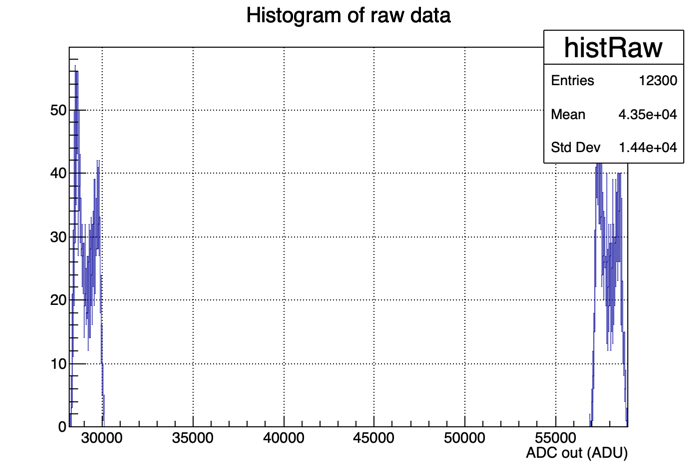 Histogram of raw data
histRaw
Entries 12300
Mean 4.35e+04
Std Dev 1.44e+04
50
40
30
20
10
0
30000 35000 40000 45000 50000 55000
ADC out (ADU)